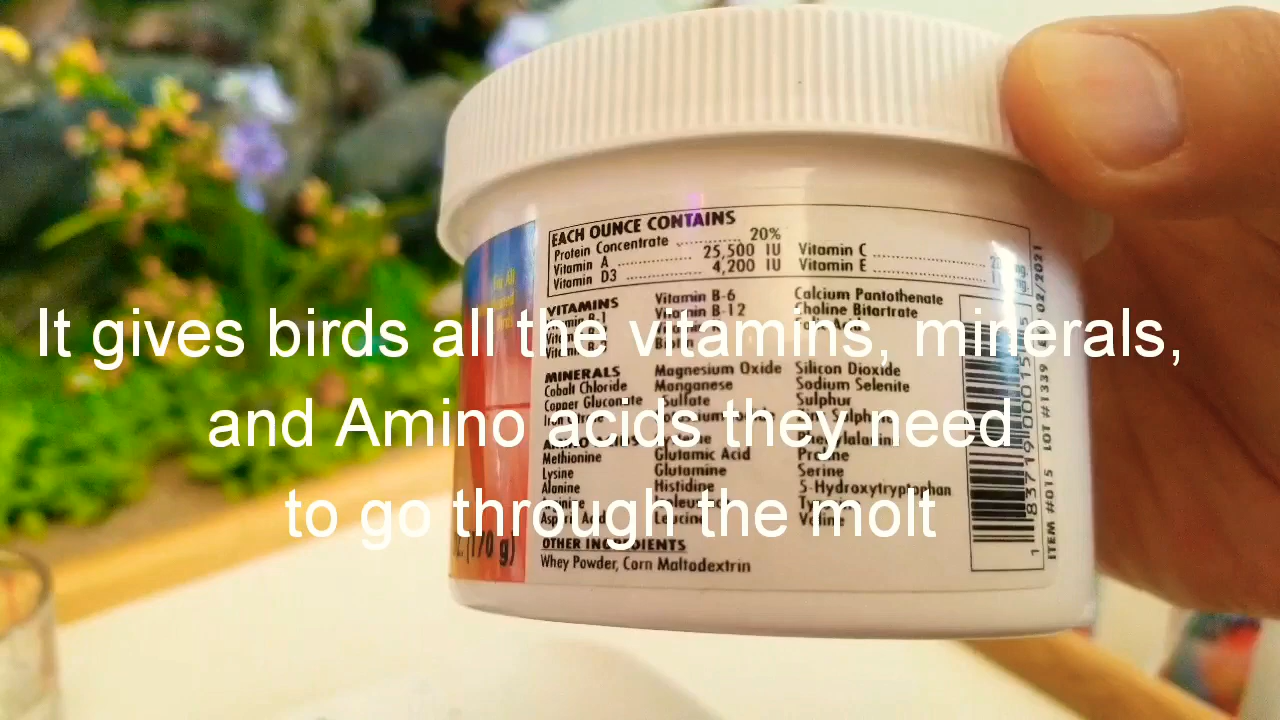 EACH OUNCE CONTAINS
Protein Concentrate 20%
Vitamin A 25,500 IU
Vitamin D3 4,200 IU
Vitamin C
Vitamin E
VITAMINS
Vitamin B-6
Vitamin B-12
Calcium Pantothenate
Choline Bitartrate
MINERALS
Cobalt Chloride
Copper Gluconate
Magnesium Oxide
Manganese
Sulfate
Silicon Dioxide
Sodium Selenite
Sulphur
Methionine
Lysine
Alanine
Glutamic Acid
Glutamine
Histidine
Leucine
Phenylalanine
Proline
Serine
5-Hydroxytryptophan
OTHER INGREDIENTS
Whey Powder, Corn Maltodextrin
(170 g)
ITEM #015 LOT #1339 02/2021
It gives birds all the vitamins, minerals,
and Amino acids they need
to go through the molt